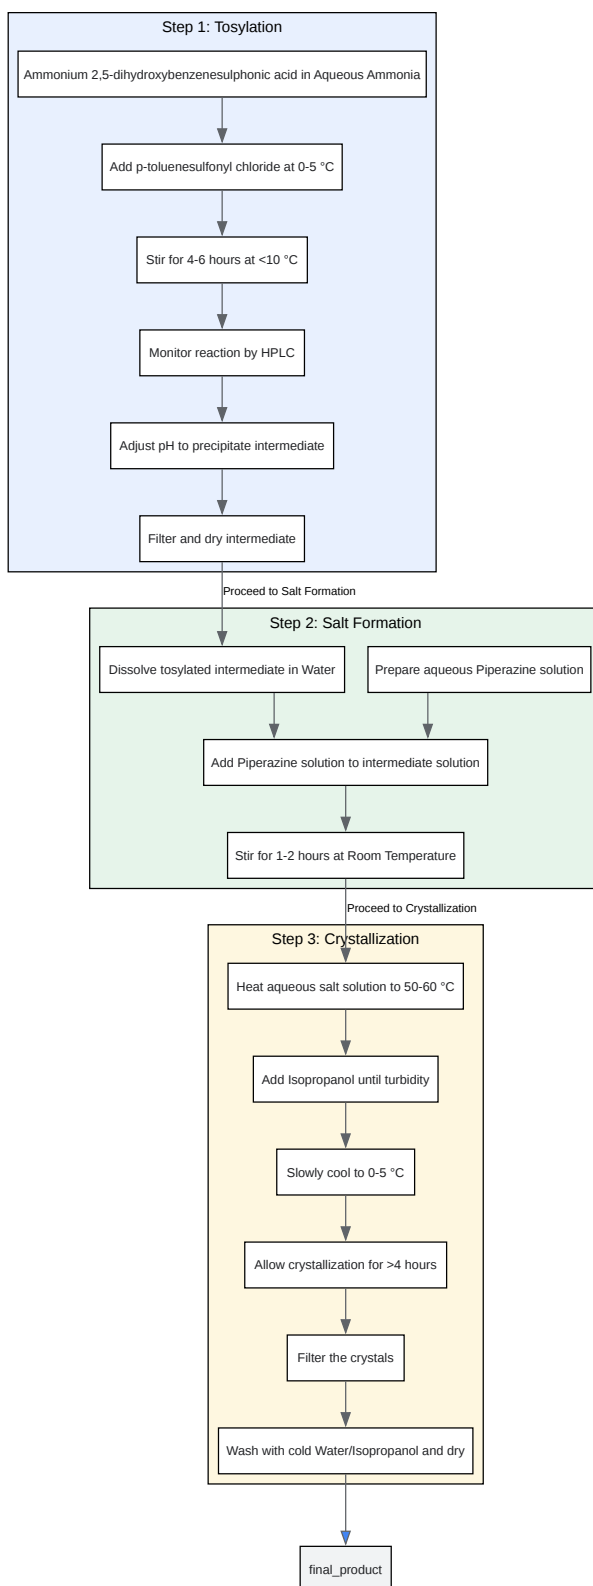 Step 1: Tosylation
Ammonium 2,5-dihydroxybenzenesulphonic acid in Aqueous Ammonia
Add p-toluenesulfonyl chloride at 0-5 °C
Stir for 4-6 hours at <10 °C
Monitor reaction by HPLC
Adjust pH to precipitate intermediate
Filter and dry intermediate
Proceed to Salt Formation
Step 2: Salt Formation
Dissolve tosylated intermediate in Water
Prepare aqueous Piperazine solution
Add Piperazine solution to intermediate solution
Stir for 1-2 hours at Room Temperature
Proceed to Crystallization
Step 3: Crystallization
Heat aqueous salt solution to 50-60 °C
Add Isopropanol until turbidity
Slowly cool to 0-5 °C
Allow crystallization for >4 hours
Filter the crystals
Wash with cold Water/Isopropanol and dry
final_product